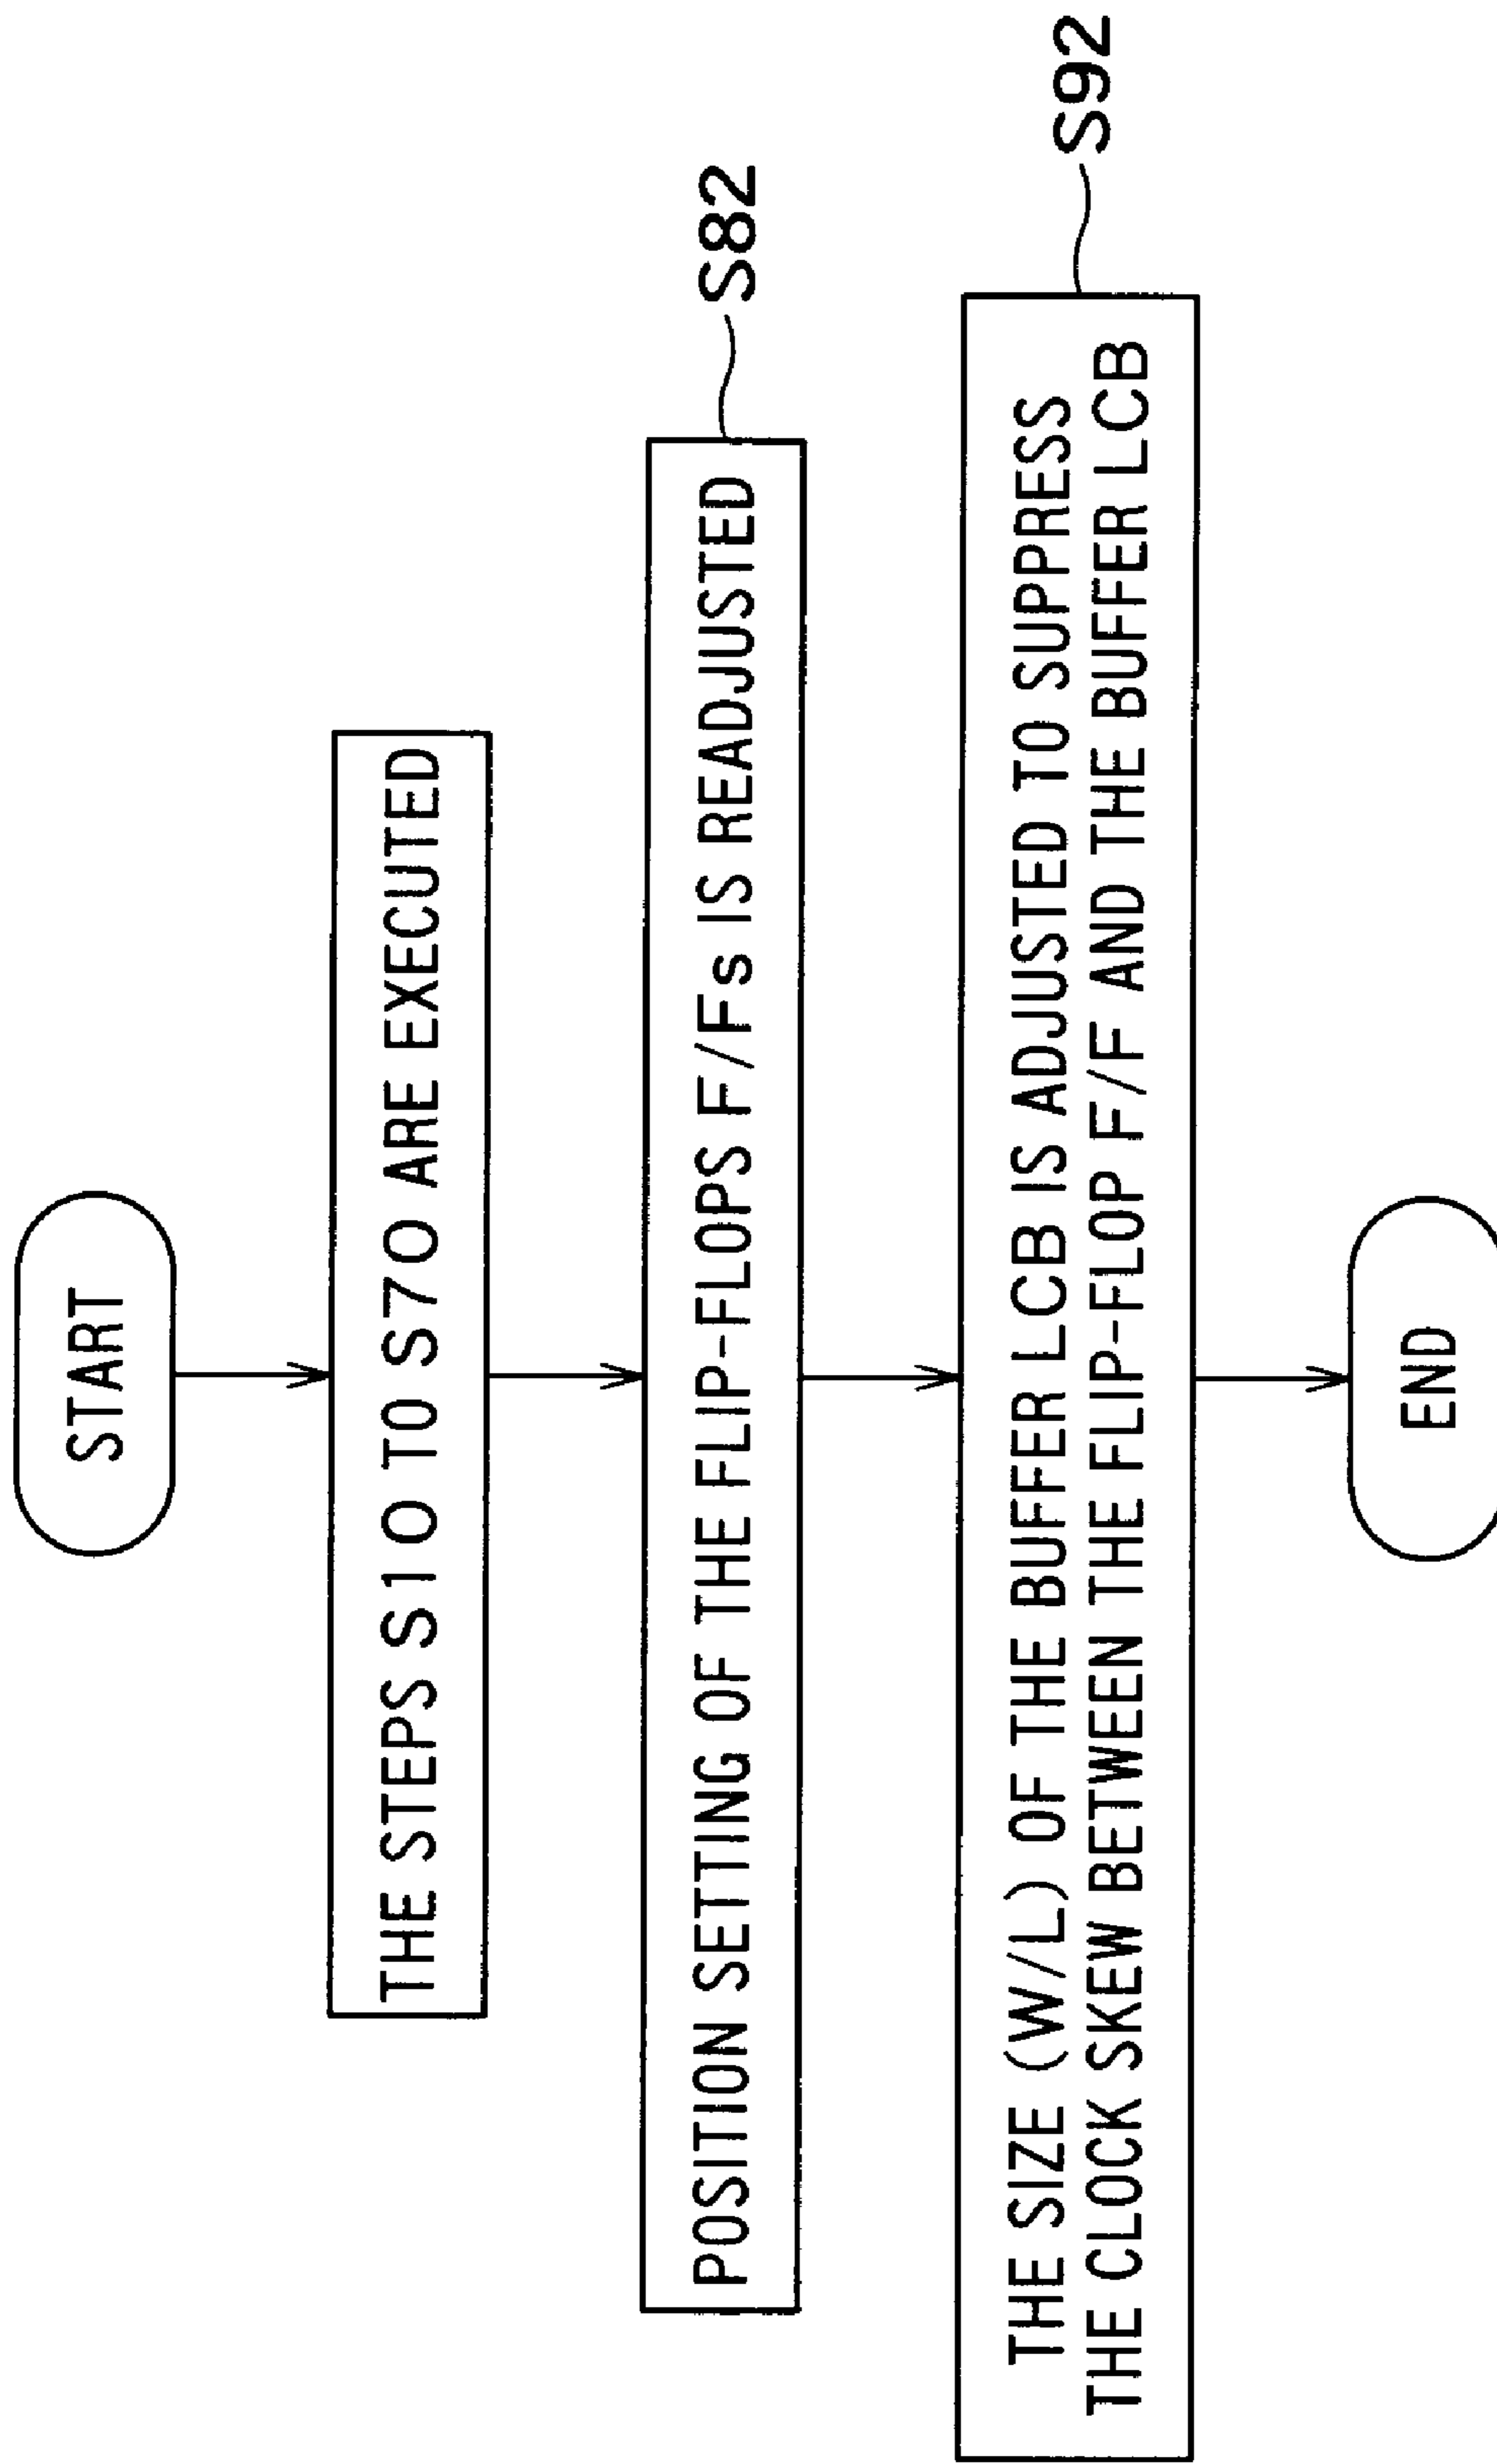 START
THE STEPS S10 TO S70 ARE EXECUTED
POSITION SETTING OF THE FLIP-FLOPS F/Fs IS READJUSTED
S82
THE SIZE (W/L) OF THE BUFFER LCB IS ADJUSTED TO SUPPRESS
THE CLOCK SKEW BETWEEN THE FLIP-FLOP F/F AND THE BUFFER LCB
S92
END